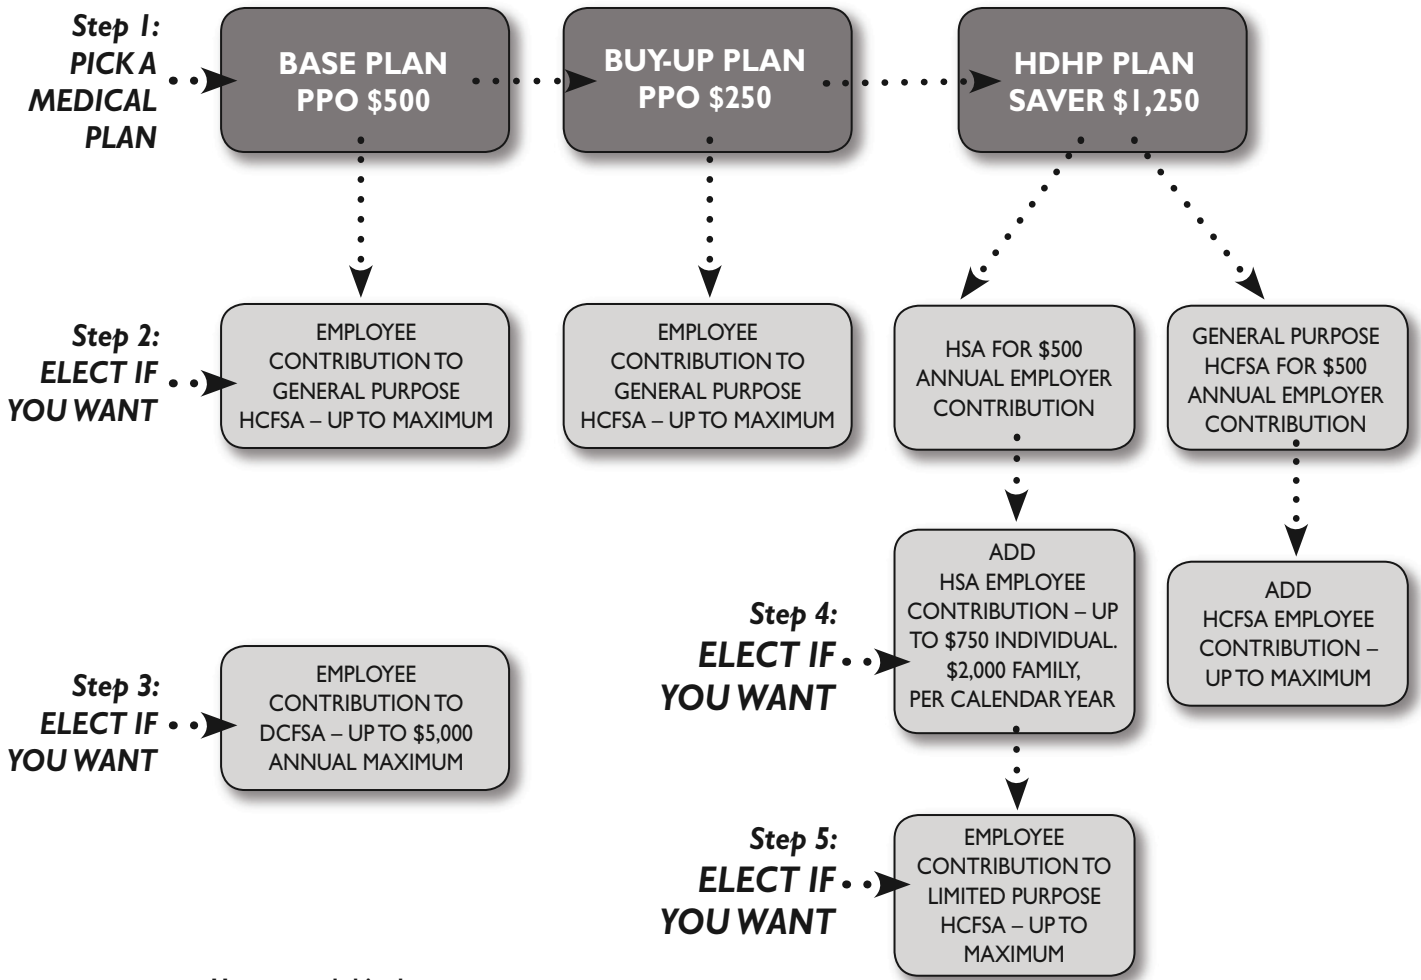 Step 1:
PICK A
MEDICAL
PLAN
BASE PLAN
PPO $500
BUY-UP PLAN
PPO $250
HDHP PLAN
SAVER $1,250
Step 2:
ELECT IF
YOU WANT
EMPLOYEE
CONTRIBUTION TO
GENERAL PURPOSE
HCFSA – UP TO MAXIMUM
EMPLOYEE
CONTRIBUTION TO
GENERAL PURPOSE
HCFSA – UP TO MAXIMUM
HSA FOR $500
ANNUAL EMPLOYER
CONTRIBUTION
GENERAL PURPOSE
HCFSA FOR $500
ANNUAL EMPLOYER
CONTRIBUTION
Step 3:
ELECT IF
YOU WANT
EMPLOYEE
CONTRIBUTION TO
DCFSA – UP TO $5,000
ANNUAL MAXIMUM
Step 4:
ELECT IF
YOU WANT
ADD
HSA EMPLOYEE
CONTRIBUTION – UP
TO $750 INDIVIDUAL.
$2,000 FAMILY,
PER CALENDAR YEAR
ADD
HCFSA EMPLOYEE
CONTRIBUTION –
UP TO MAXIMUM
Step 5:
ELECT IF
YOU WANT
EMPLOYEE
CONTRIBUTION TO
LIMITED PURPOSE
HCFSA – UP TO
MAXIMUM